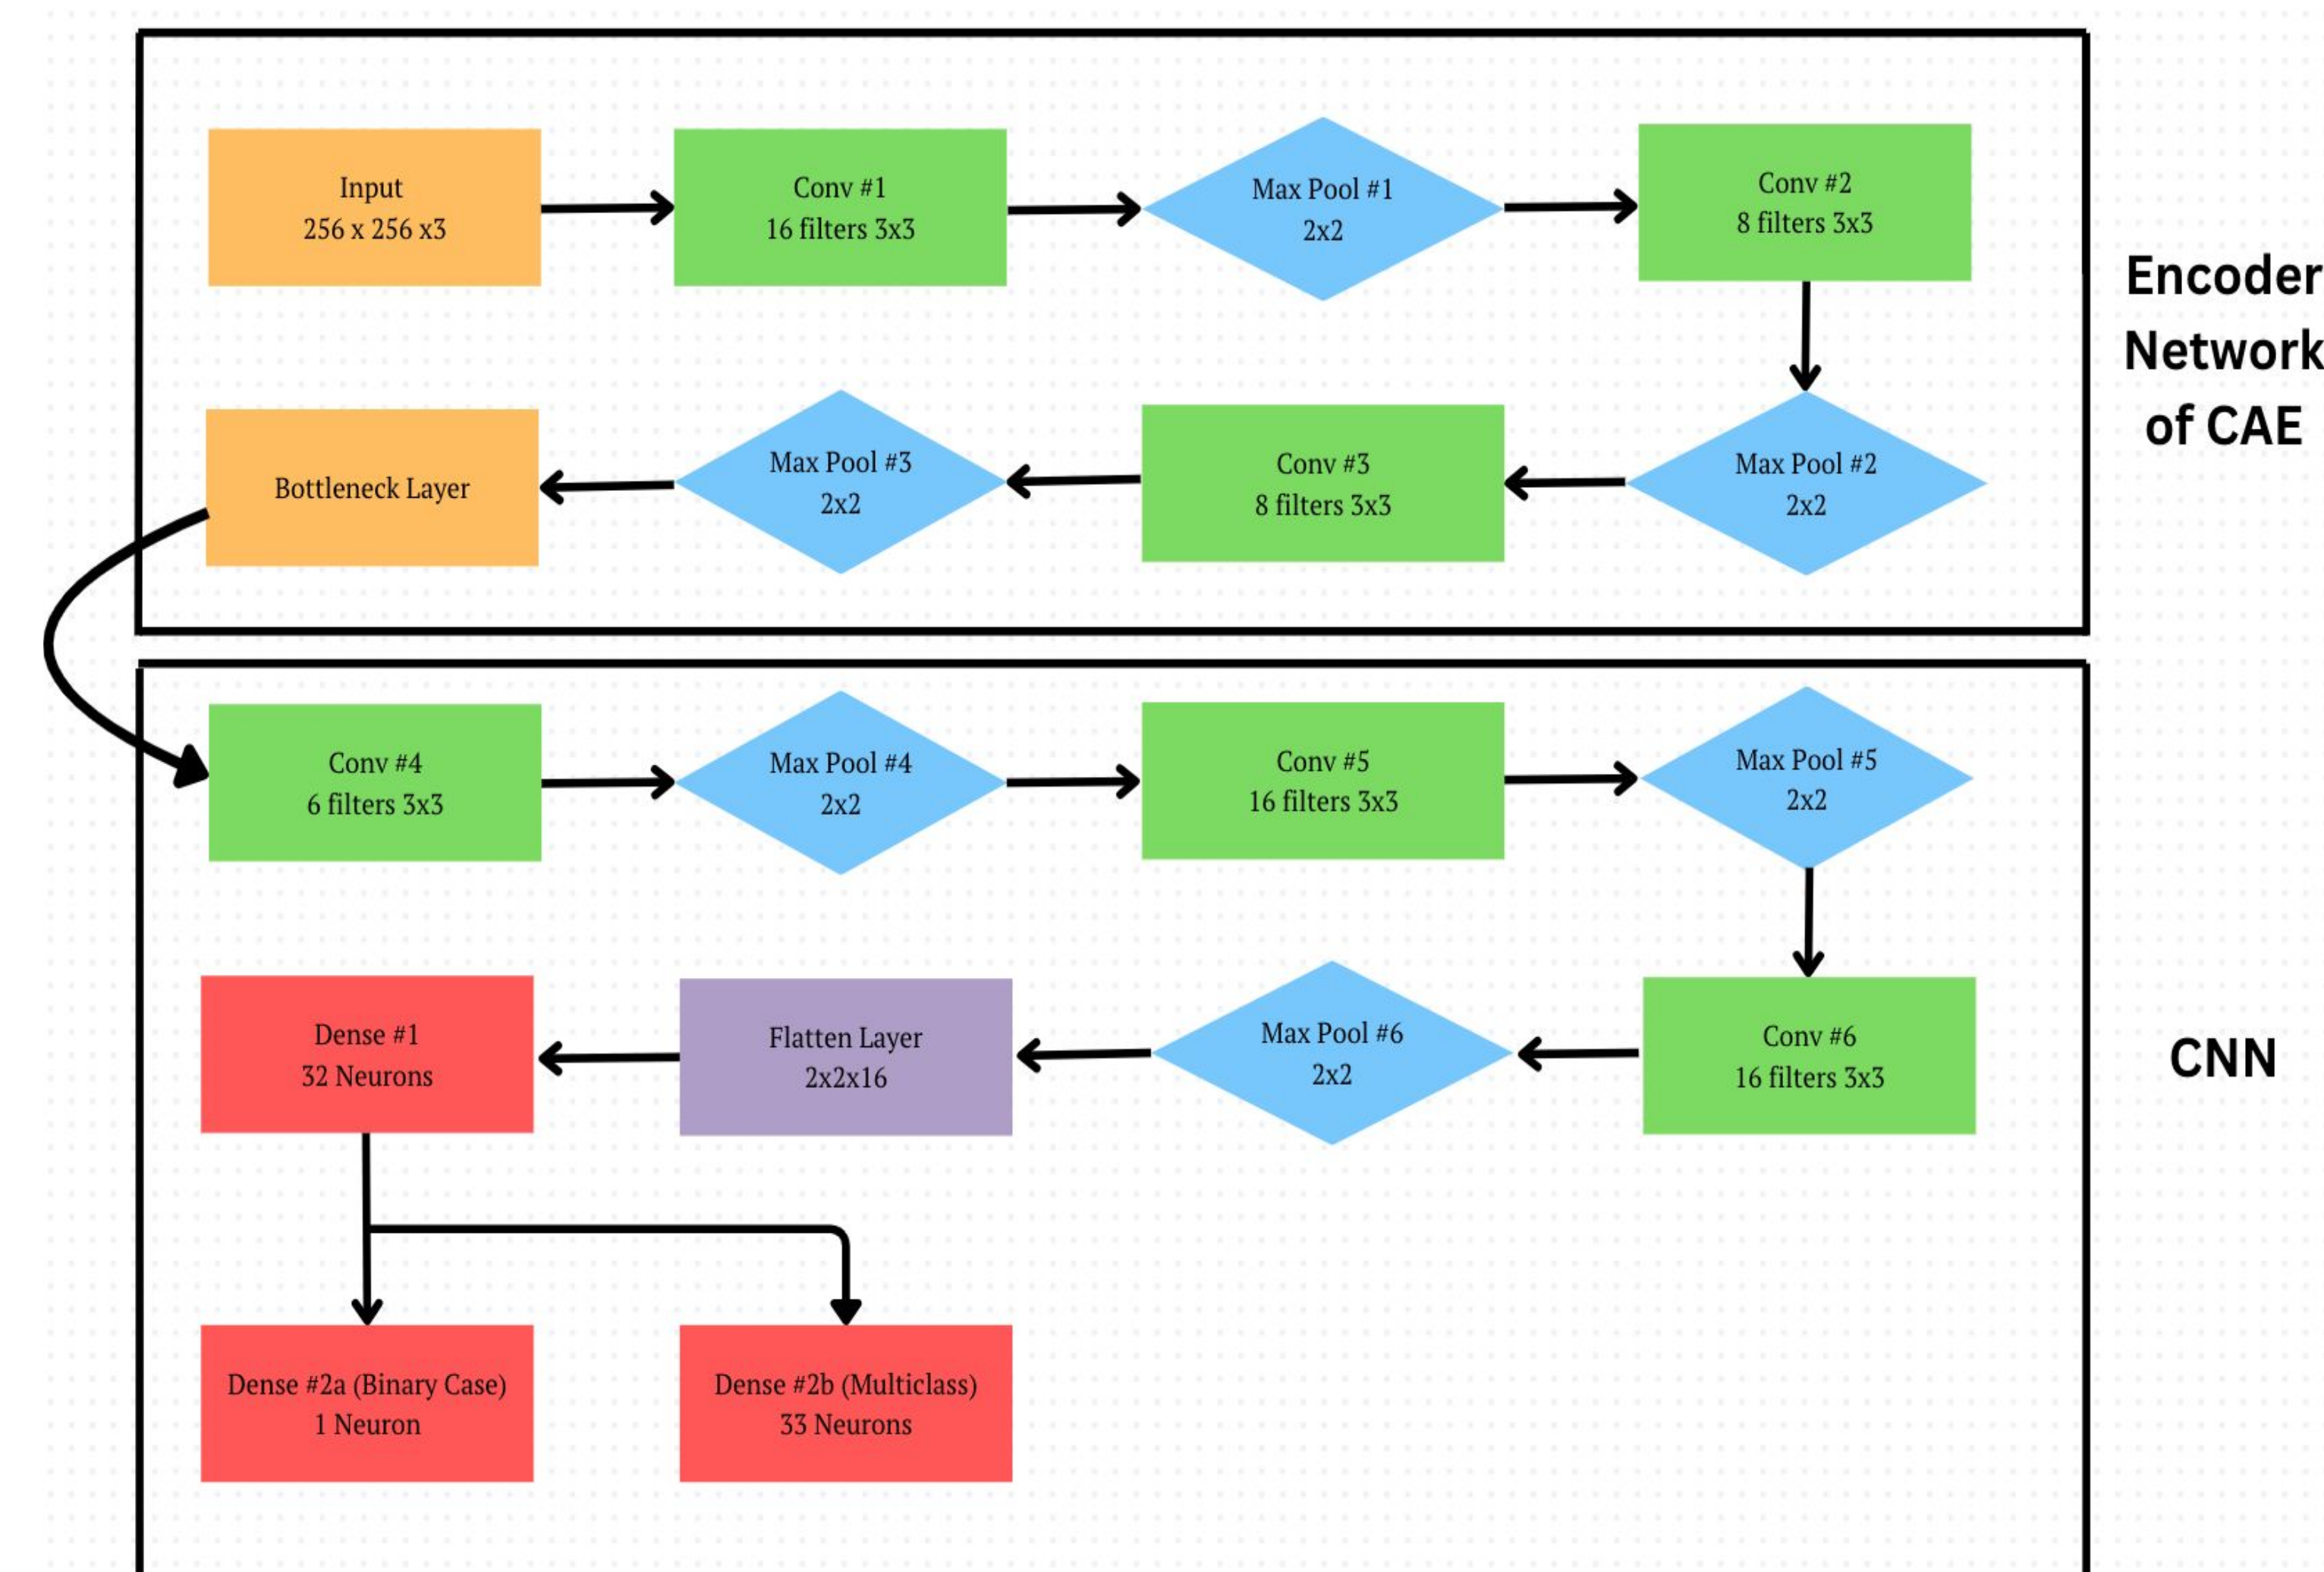 Input
256 x 256 x3
Conv #1
16 filters 3x3
Max Pool #1
2x2
Conv #2
8 filters 3x3
Encoder
Network
of CAE
Bottleneck Layer
Max Pool #3
2x2
Conv #3
8 filters 3x3
Max Pool #2
2x2
Conv #4
6 filters 3x3
Max Pool #4
2x2
Conv #5
16 filters 3x3
Max Pool #5
2x2
Dense #1
32 Neurons
Flatten Layer
2x2x16
Max Pool #6
2x2
Conv #6
16 filters 3x3
CNN
Dense #2a (Binary Case)
1 Neuron
Dense #2b (Multiclass)
33 Neurons